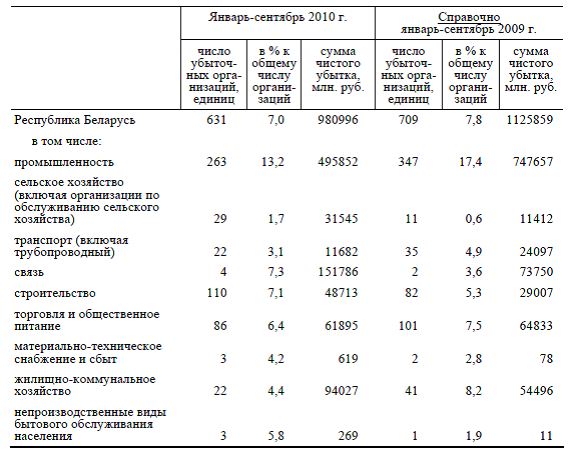 Январь-сентябрь 2010 г.
Справочно
январь-сентябрь 2009 г.
число убыточ- ных орга- низаций, единиц
в % к общему числу органи- заций
сумма чистого убытка, млн. руб.
число убыточ- ных орга- низаций, единиц
в % к общему числу органи- заций
сумма чистого убытка, млн. руб.
Республика Беларусь 631 7,0 980996 709 7,8 1125859
в том числе:
промышленность 263 13,2 495852 347 17,4 747657
сельское хозяйство
(включая организации по
обслуживанию сельского
хозяйства) 29 1,7 31545 11 0,6 11412
транспорт (включая
трубопроводный) 22 3,1 11682 35 4,9 24097
связь 4 7,3 151786 2 3,6 73750
строительство 110 7,1 48713 82 5,3 29007
торговля и общественное
питание 86 6,4 61895 101 7,5 64833
материально-техническое
снабжение и сбыт 3 4,2 619 2 2,8 78
жилищно-коммунальное
хозяйство 22 4,4 94027 41 8,2 54496
непроизводственные виды
бытового обслуживания
населения 3 5,8 269 1 1,9 11